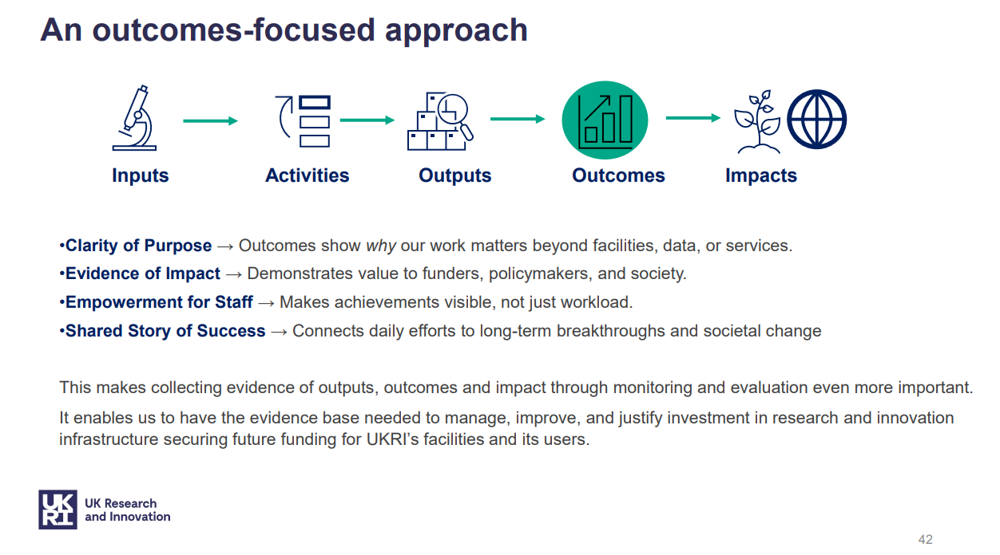 An outcomes-focused approach
Inputs
Activities
Outputs
Outcomes
Impacts
•Clarity of Purpose → Outcomes show why our work matters beyond facilities, data, or services.
•Evidence of Impact → Demonstrates value to funders, policymakers, and society.
•Empowerment for Staff → Makes achievements visible, not just workload.
•Shared Story of Success → Connects daily efforts to long-term breakthroughs and societal change
This makes collecting evidence of outputs, outcomes and impact through monitoring and evaluation even more important.
It enables us to have the evidence base needed to manage, improve, and justify investment in research and innovation
infrastructure securing future funding for UKRI’s facilities and its users.
UK
RI
UK Research
and Innovation
42